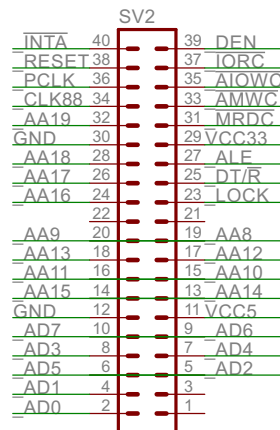 SV2
INTA 40 39 DEN
RESET 38 37 IORC
PCLK 36 35 AIOWC
CLK88 34 33 AMWC
AA19 32 31 MRDC
GND 30 29 VCC33
AA18 28 27 ALE
AA17 26 25 DT/R
AA16 24 23 LOCK
22 21
AA9 20 19 AA8
AA13 18 17 AA12
AA11 16 15 AA10
AA15 14 13 AA14
GND 12 11 VCC5
AD7 10 9 AD6
AD3 8 7 AD4
AD5 6 5 AD2
AD1 4 3
AD0 2 1